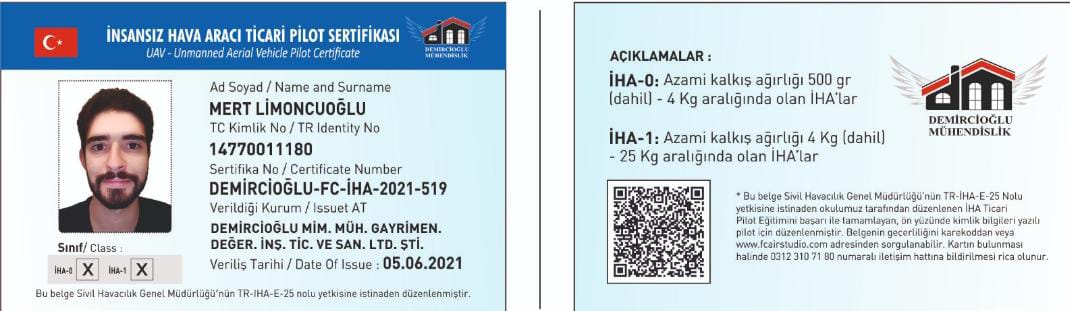 İNSANSIZ HAVA ARACI TİCARİ PİLOT SERTİFİKASI
UAV - Unmanned Aerial Vehicle Pilot Certificate
DEMİRCİOĞLU
MÜHENDİSLİK
Ad Soyad / Name and Surname
MERT LİMONCUOĞLU
TC Kimlik No / TR Identity No
14770011180
Sertifika No / Certificate Number
DEMİRCİOĞLU-FC-İHA-2021-519
Verildiği Kurum / Issuet AT
DEMİRCİOĞLU MİM. MÜH. GAYRİMEN.
DEĞER. İNŞ. TİC. VE SAN. LTD. ŞTİ.
Veriliş Tarihi / Date Of Issue : 05.06.2021
Sınıf/ Class :
İHA-0 X İHA-1 X
Bu belge Sivil Havacılık Genel Müdürlüğü'nün TR-IHA-E-25 nolu yetkisine istinaden düzenlenmiştir.
AÇIKLAMALAR :
İHA-0: Azami kalkış ağırlığı 500 gr
(dahil) - 4 Kg aralığında olan İHA'lar
İHA-1: Azami kalkış ağırlığı 4 Kg (dahil)
- 25 Kg aralığında olan İHA'lar
DEMİRCİOĞLU
MÜHENDİSLİK
* Bu belge Sivil Havacılık Genel Müdürlüğü'nün TR-İHA-E-25 Nolu
yetkisine istinaden okulumuz tarafından düzenlenen İHA Ticari
Pilot Eğitimini başarı ile tamamlayan, ön yüzünde kimlik bilgileri yazılı
pilot için düzenlenmiştir. Belgenin geçerliliğini karekoddan veya
www.fcairstudio.com adresinden sorgulanabilir. Kartın bulunması
halinde 0312 310 71 80 numaralı iletişim hattına bildirilmesi rica olunur.